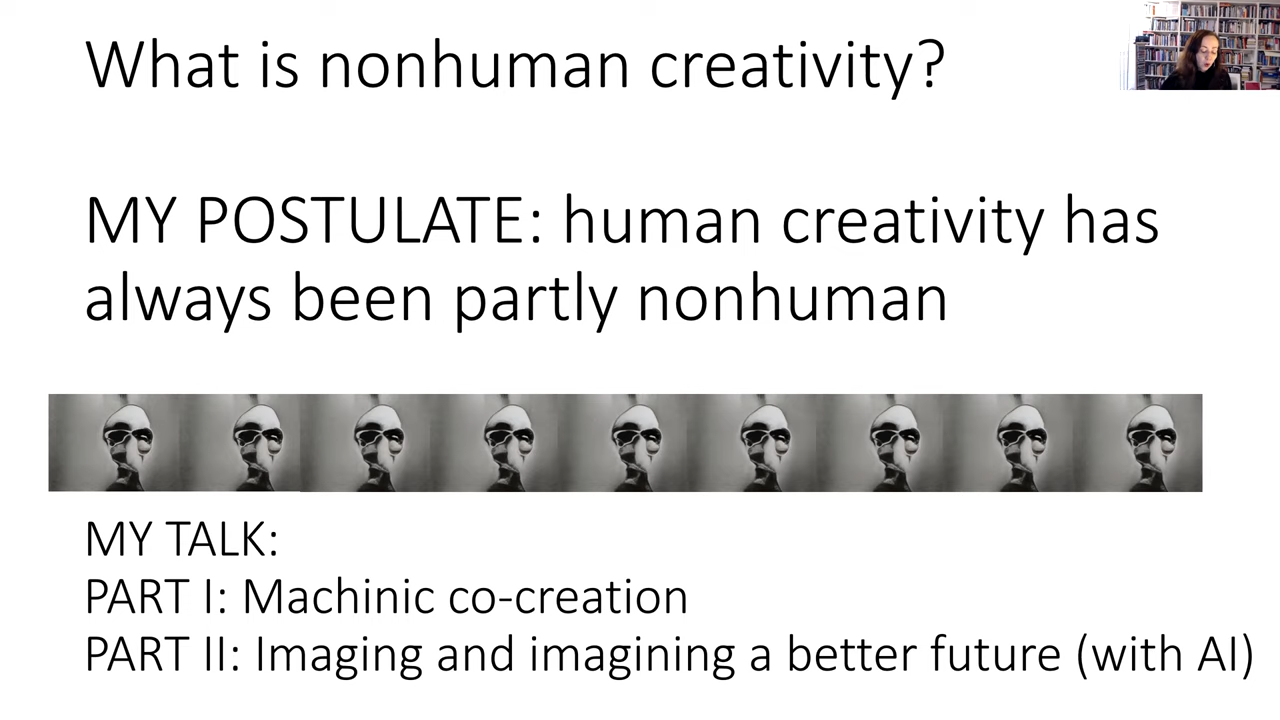 What is nonhuman creativity?
MY POSTULATE: human creativity has
always been partly nonhuman
MY TALK:
PART I: Machinic co-creation
PART II: Imaging and imagining a better future (with AI)